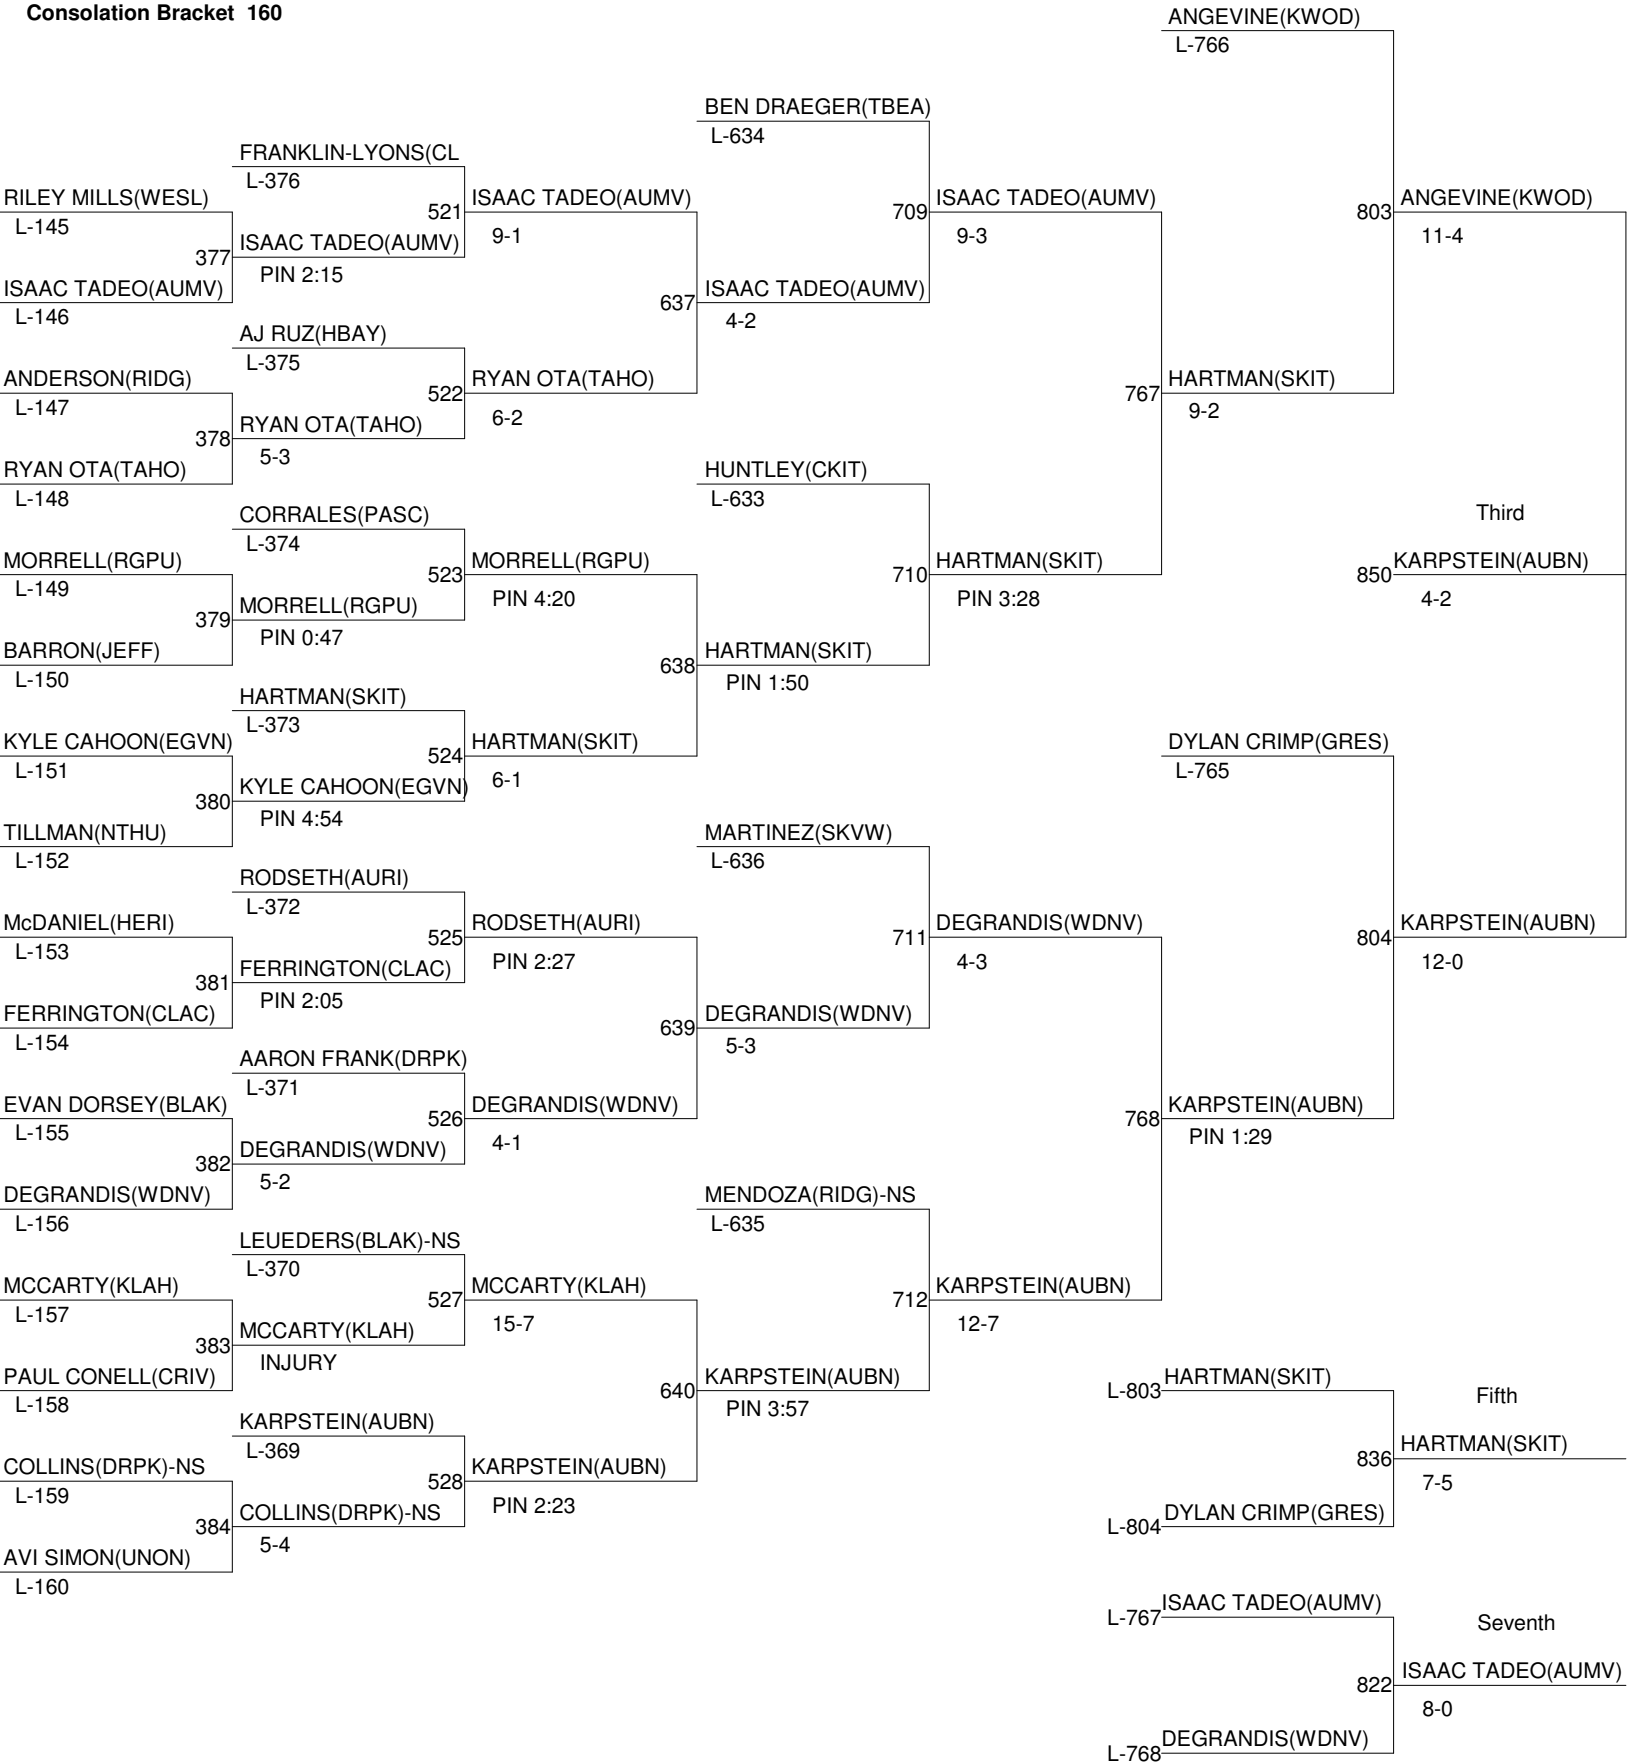 Consolation Bracket 160
RILEY MILLS(WESL)
L-145
377
ISAAC TADEO(AUMV)
L-146
ANDERSON(RIDG)
L-147
378
RYAN OTA(TAHO)
L-148
MORRELL(RGPU)
L-149
379
BARRON(JEFF)
L-150
KYLE CAHOON(EGVN)
L-151
380
TILLMAN(NTHU)
L-152
McDANIEL(HERI)
L-153
381
FERRINGTON(CLAC)
L-154
EVAN DORSEY(BLAK)
L-155
382
DEGRANDIS(WDNV)
L-156
MCCARTY(KLAH)
L-157
383
PAUL CONELL(CRIV)
L-158
COLLINS(DRPK)-NS
L-159
384
AVI SIMON(UNON)
L-160
FRANKLIN-LYONS(CL
L-376
521
ISAAC TADEO(AUMV)
PIN 2:15
AJ RUZ(HBAY)
L-375
522
RYAN OTA(TAHO)
5-3
CORRALES(PASC)
L-374
523
MORRELL(RGPU)
PIN 0:47
HARTMAN(SKIT)
L-373
524
KYLE CAHOON(EGVN)
PIN 4:54
RODSETH(AURI)
L-372
525
FERRINGTON(CLAC)
PIN 2:05
AARON FRANK(DRPK)
L-371
526
DEGRANDIS(WDNV)
5-2
LEUEDERS(BLAK)-NS
L-370
527
MCCARTY(KLAH)
INJURY
KARPSTEIN(AUBN)
L-369
528
COLLINS(DRPK)-NS
5-4
ISAAC TADEO(AUMV)
9-1
637
RYAN OTA(TAHO)
6-2
MORRELL(RGPU)
PIN 4:20
638
HARTMAN(SKIT)
6-1
RODSETH(AURI)
PIN 2:27
639
DEGRANDIS(WDNV)
4-1
MCCARTY(KLAH)
15-7
640
KARPSTEIN(AUBN)
PIN 2:23
BEN DRAEGER(TBEA)
L-634
709
ISAAC TADEO(AUMV)
4-2
HUNTLEY(CKIT)
L-633
710
HARTMAN(SKIT)
PIN 1:50
MARTINEZ(SKVW)
L-636
711
DEGRANDIS(WDNV)
5-3
MENDOZA(RIDG)-NS
L-635
712
KARPSTEIN(AUBN)
PIN 3:57
ISAAC TADEO(AUMV)
9-3
767
HARTMAN(SKIT)
PIN 3:28
DEGRANDIS(WDNV)
4-3
768
KARPSTEIN(AUBN)
12-7
ANGEVINE(KWOD)
L-766
803
HARTMAN(SKIT)
9-2
DYLAN CRIMP(GRES)
L-765
804
KARPSTEIN(AUBN)
PIN 1:29
ANGEVINE(KWOD)
11-4
Third
850
KARPSTEIN(AUBN)
4-2
KARPSTEIN(AUBN)
12-0
L-803
HARTMAN(SKIT)
Fifth
836
HARTMAN(SKIT)
7-5
L-804
DYLAN CRIMP(GRES)
L-767
ISAAC TADEO(AUMV)
Seventh
822
ISAAC TADEO(AUMV)
8-0
L-768
DEGRANDIS(WDNV)